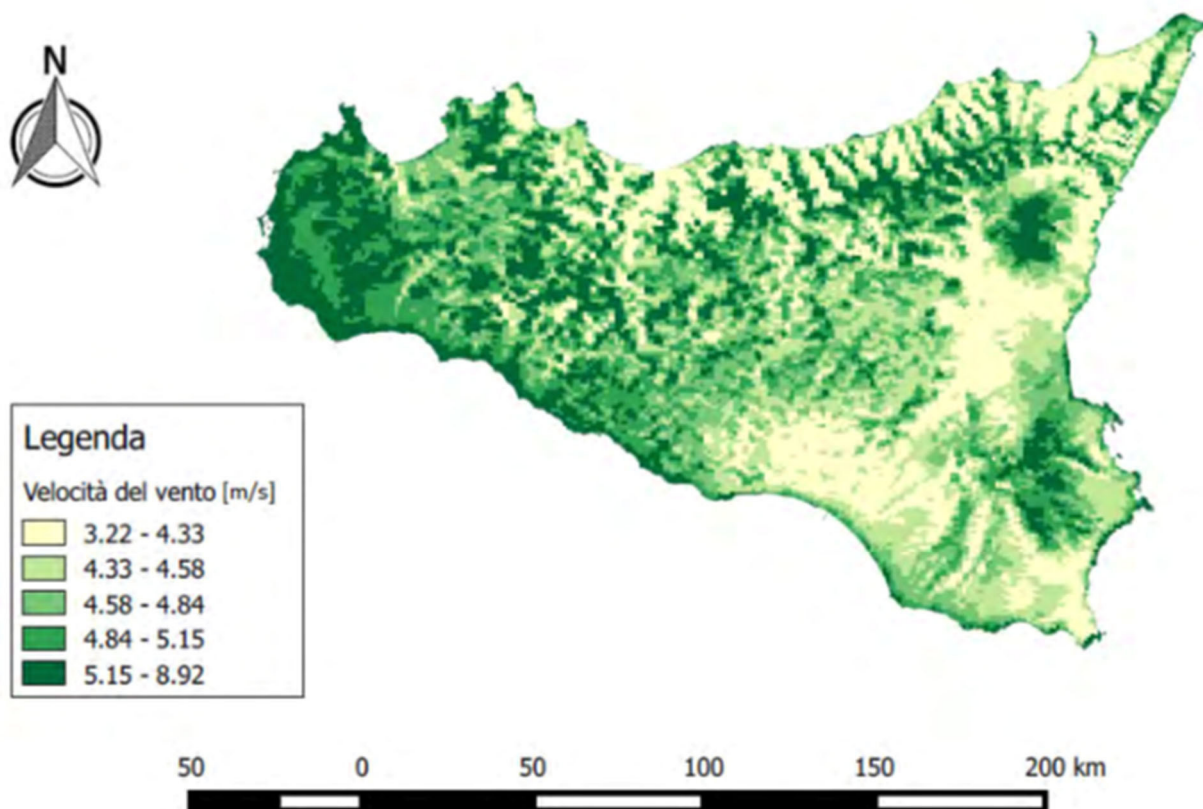 N
Legenda
Velocità del vento [m/s]
3.22 - 4.33
4.33 - 4.58
4.58 - 4.84
4.84 - 5.15
5.15 - 8.92
50 0 50 100 150 200 km